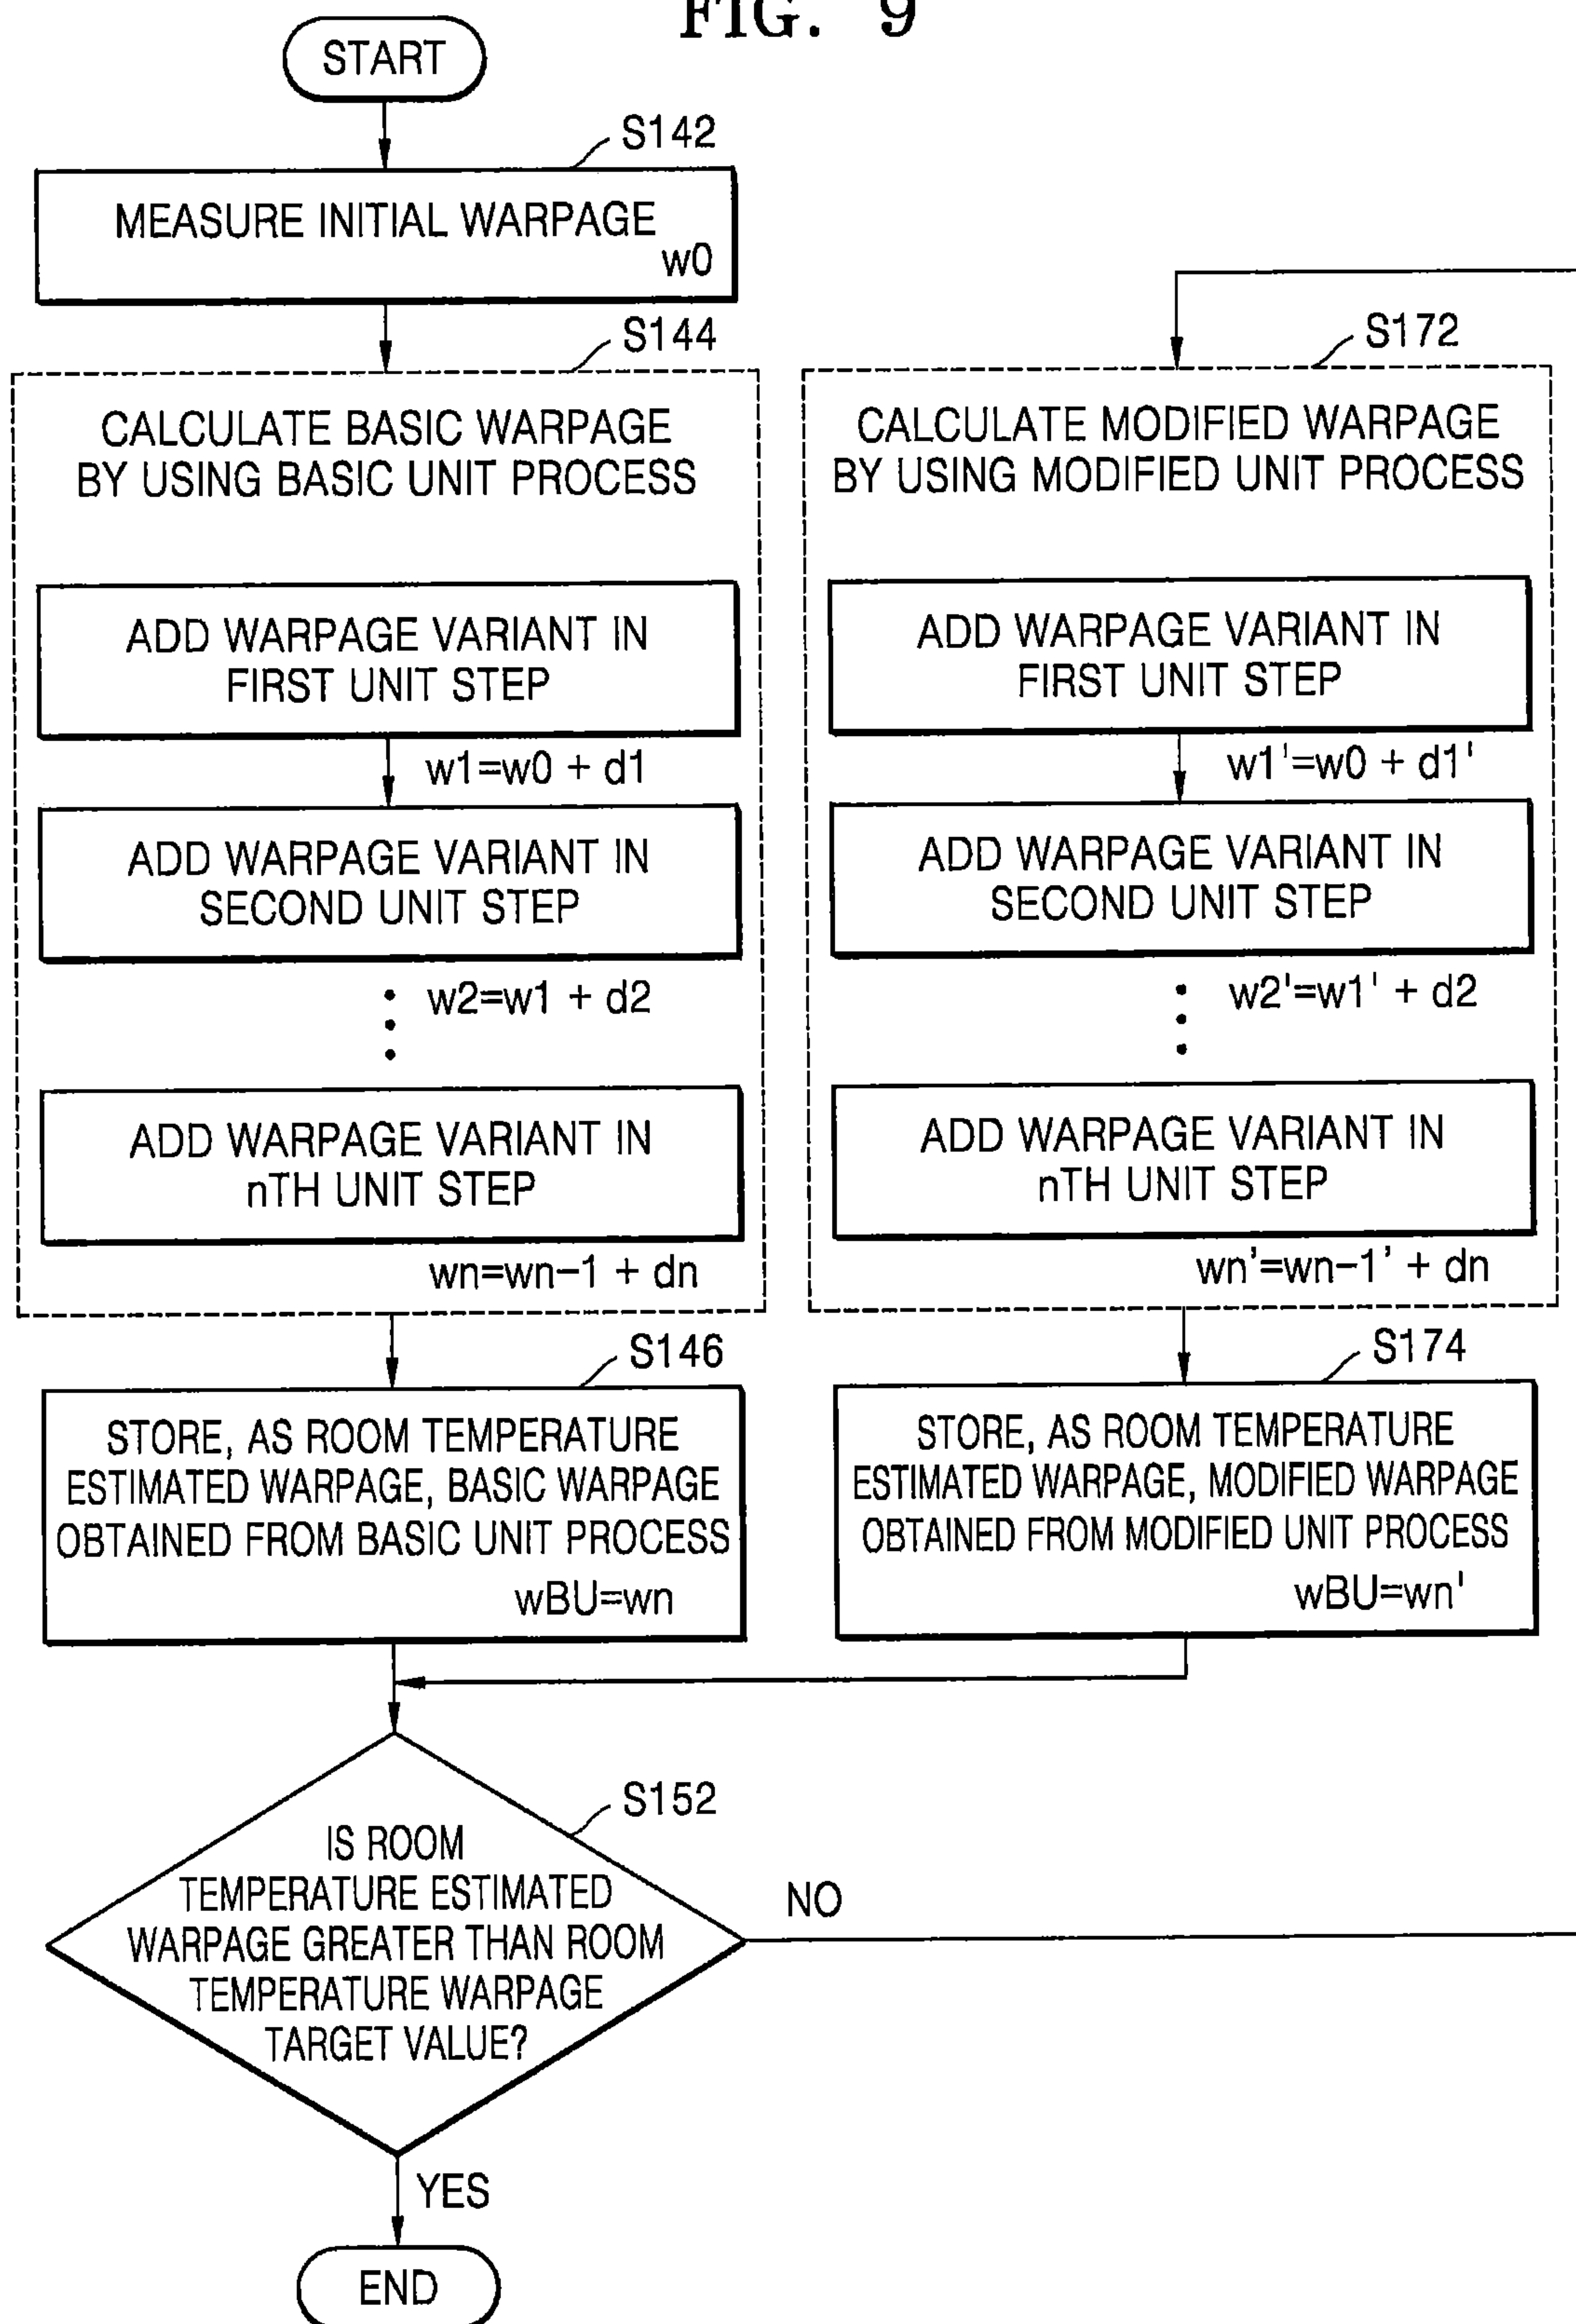 FIG. 9
START
S142
MEASURE INITIAL WARPAGE
w0
S144
CALCULATE BASIC WARPAGE
BY USING BASIC UNIT PROCESS
ADD WARPAGE VARIANT IN
FIRST UNIT STEP
w1=w0 + d1
ADD WARPAGE VARIANT IN
SECOND UNIT STEP
w2=w1 + d2
ADD WARPAGE VARIANT IN
nTH UNIT STEP
wn=wn-1 + dn
S146
STORE, AS ROOM TEMPERATURE
ESTIMATED WARPAGE, BASIC WARPAGE
OBTAINED FROM BASIC UNIT PROCESS
wBU=wn
S172
CALCULATE MODIFIED WARPAGE
BY USING MODIFIED UNIT PROCESS
ADD WARPAGE VARIANT IN
FIRST UNIT STEP
w1'=w0 + d1'
ADD WARPAGE VARIANT IN
SECOND UNIT STEP
w2'=w1' + d2
ADD WARPAGE VARIANT IN
nTH UNIT STEP
wn'=wn-1' + dn
S174
STORE, AS ROOM TEMPERATURE
ESTIMATED WARPAGE, MODIFIED WARPAGE
OBTAINED FROM MODIFIED UNIT PROCESS
wBU=wn'
S152
IS ROOM
TEMPERATURE ESTIMATED
WARPAGE GREATER THAN ROOM
TEMPERATURE WARPAGE
TARGET VALUE?
NO
YES
END